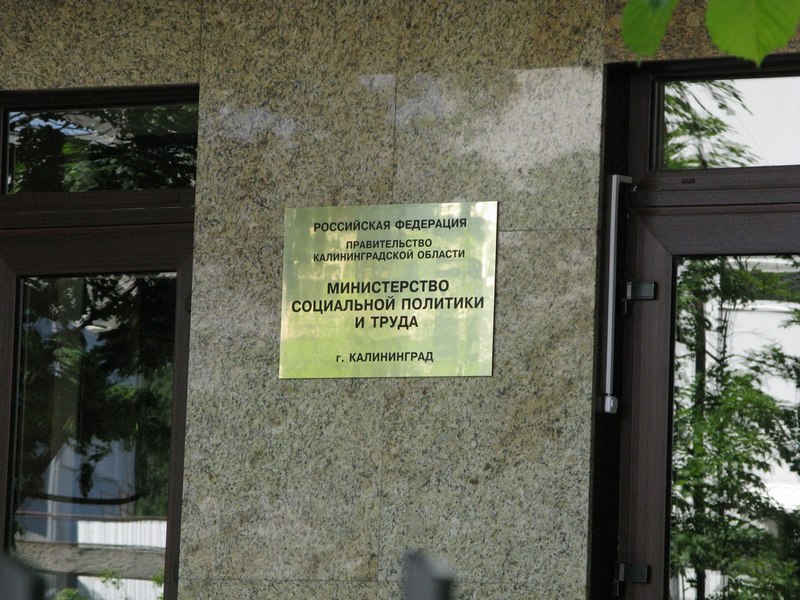 РОССИЙСКАЯ ФЕДЕРАЦИЯ
ПРАВИТЕЛЬСТВО
КАЛИНИНГРАДСКОЙ ОБЛАСТИ
МИНИСТЕРСТВО
СОЦИАЛЬНОЙ ПОЛИТИКИ
И ТРУДА
г. КАЛИНИНГРАД